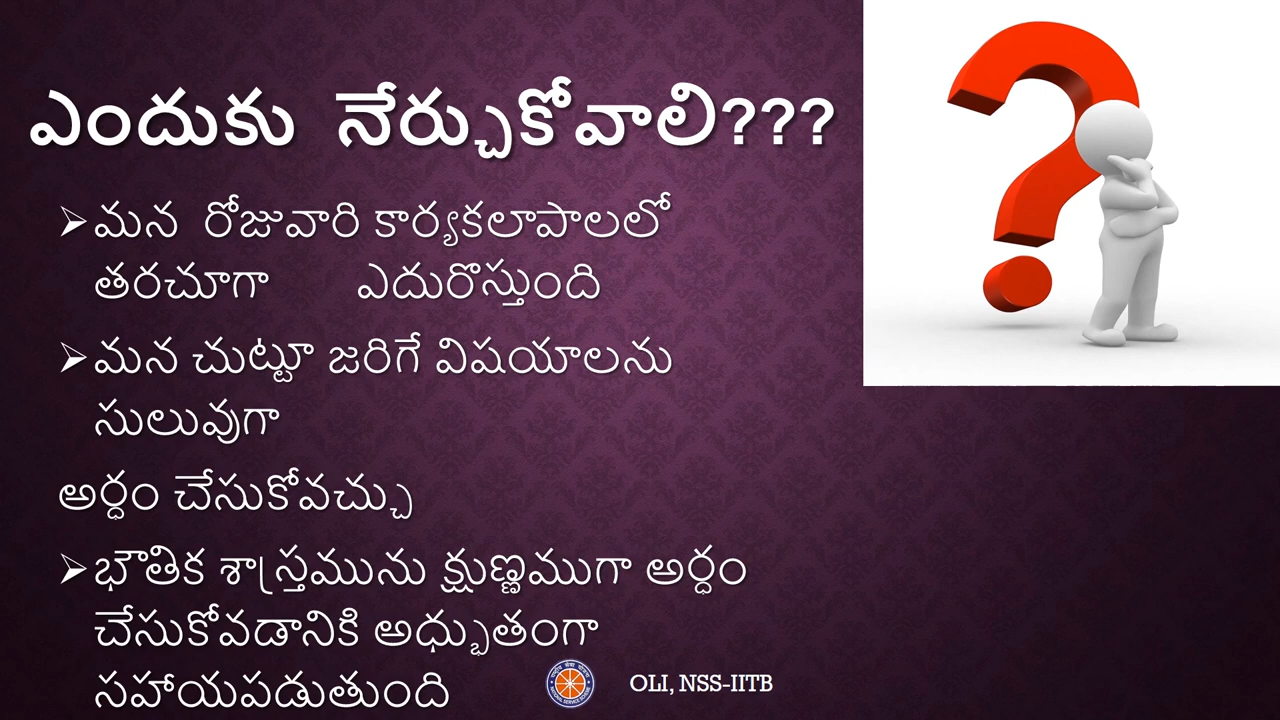 ఎందుకు నేర్చుకోవాలి???
➢మన రోజువారి కార్యకలాపాలలో
తరచూగా ఎదురొస్తుంది
➢మన చుట్టూ జరిగే విషయాలను
సులువుగా
అర్ధం చేసుకోవచ్చు
➢భౌతిక శాస్త్రమును క్షుణ్ణముగా అర్ధం
చేసుకోవడానికి అధ్భుతంగా
సహాయపడుతుంది
OLI, NSS-IITB